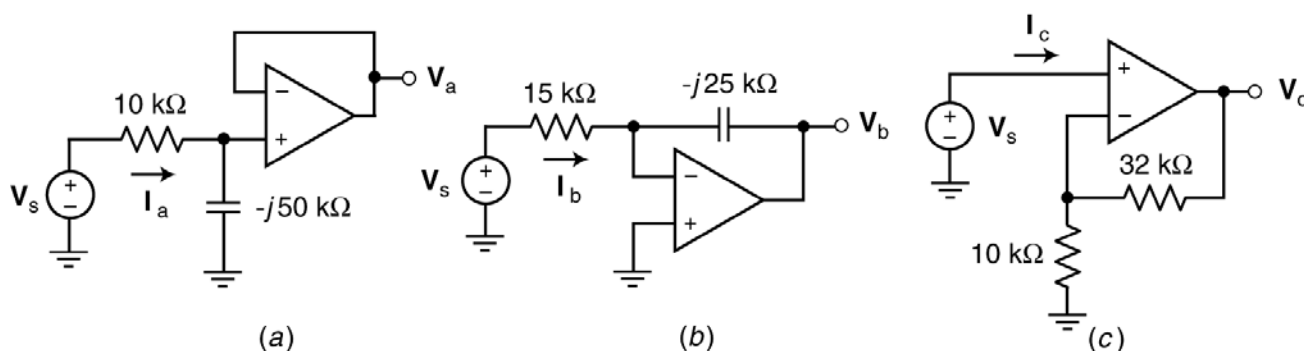 10 kΩ
V_s
I_a
-j50 kΩ
−
+
V_a
(a)
15 kΩ
V_s
I_b
-j25 kΩ
−
+
V_b
(b)
I_c
V_s
+
−
V_c
32 kΩ
10 kΩ
(c)